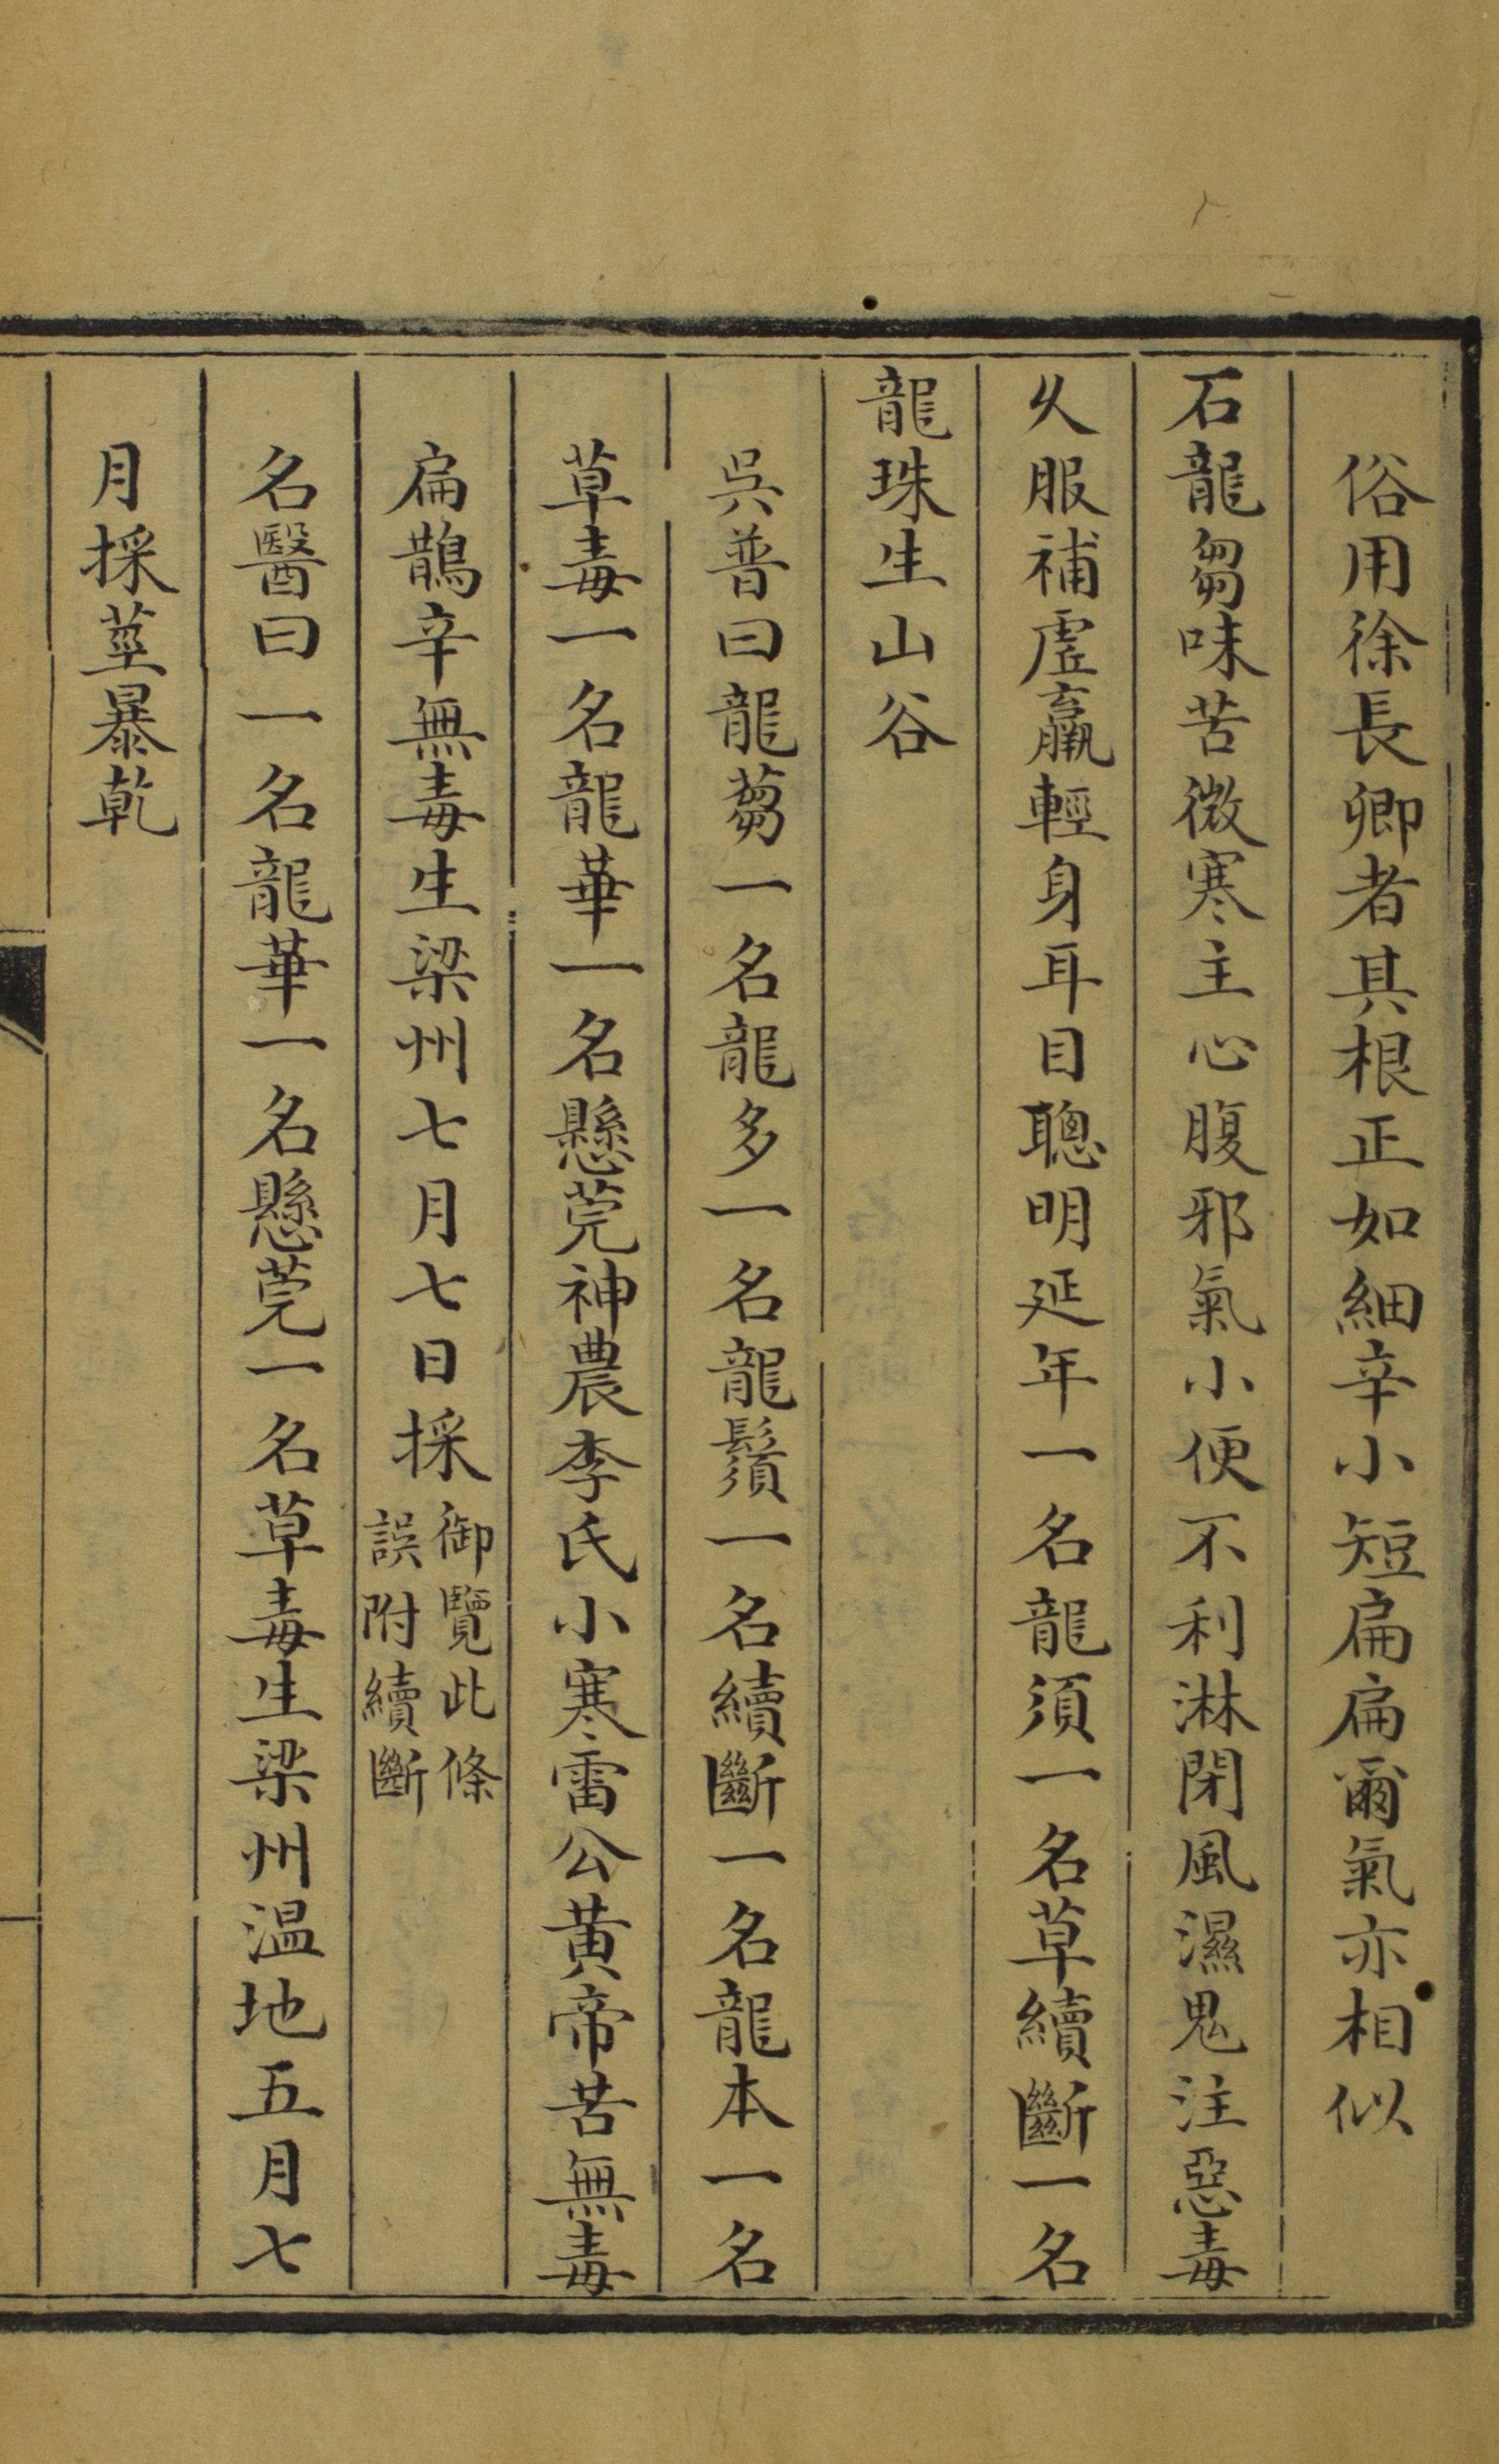 俗用徐長卿者其根正如細辛小短扁扁爾氣亦相似
石龍芻味苦微寒主心腹邪氣小便不利淋閉風濕鬼注惡毒
久服補虛羸輕身耳目聰明延年一名龍須一名草續斷一名
龍珠生山谷
吳普曰龍蒭一名龍多一名龍鬚一名續斷一名龍本一名
草毒一名龍華一名懸莞神農李氏小寒雷公黃帝苦無毒
扁鵲辛無毒生梁州七月七日採御覽此條
誤附續斷
名醫曰一名龍華一名懸莞一名草毒生梁州溫地五月七
月採莖暴乾